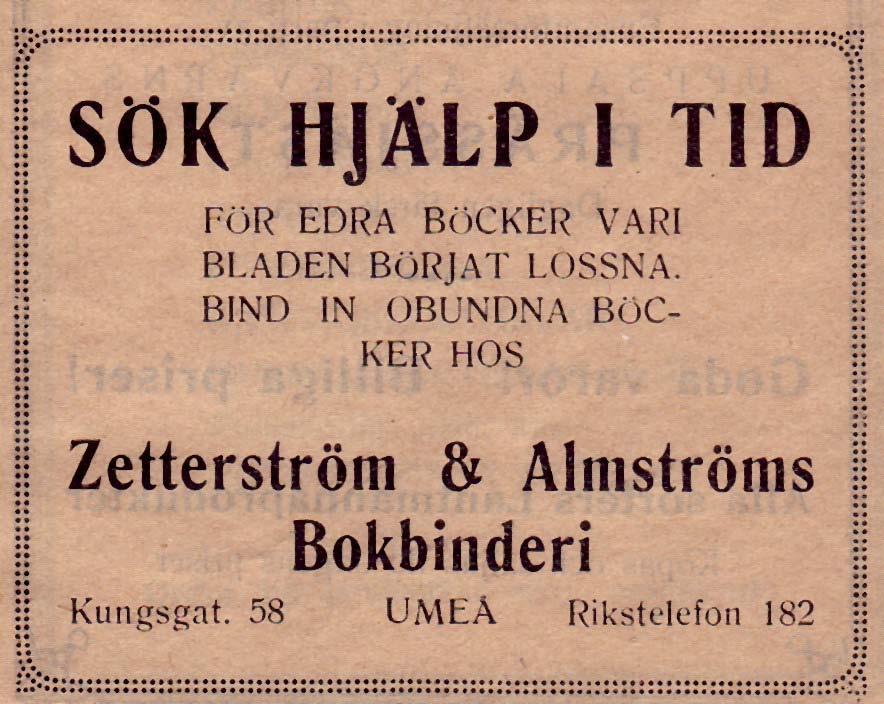 SÖK HJÄLP I TID
FÖR EDRA BÖCKER VARI
BLADEN BÖRJAT LOSSNA.
BIND IN OBUNDNA BÖC-
KER HOS
Zetterström & Almströms
Bokbinderi
Kungsgat. 58 UMEÅ Rikstelefon 182